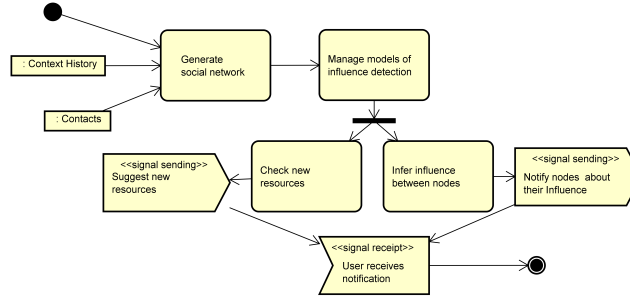 Generate
social network
Manage models of
influence detection
: Context History
: Contacts
<<signal sending>>
Suggest new
resources
Check new
resources
Infer influence
between nodes
<<signal sending>>
Notify nodes about
their Influence
<<signal receipt>>
User receives
notification